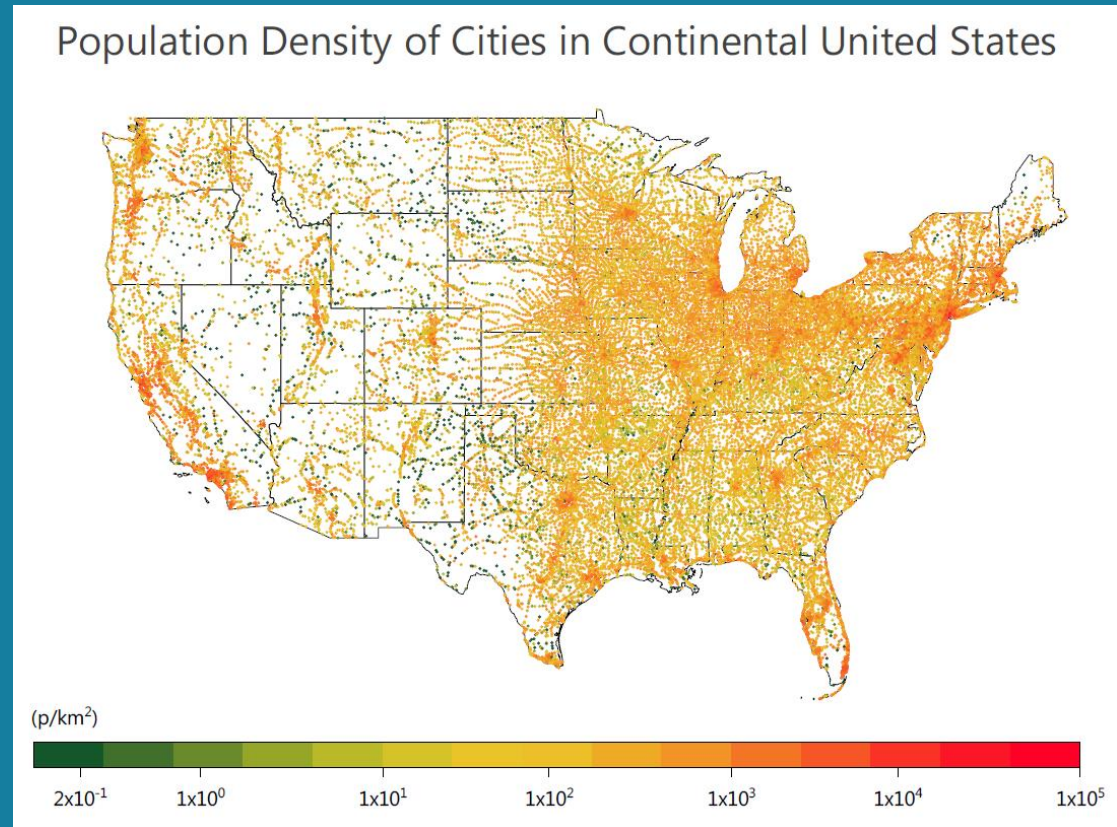 Population Density of Cities in Continental United States
(p/km²)
2x10⁻¹ 1x10⁰ 1x10¹ 1x10² 1x10³ 1x10⁴ 1x10⁵